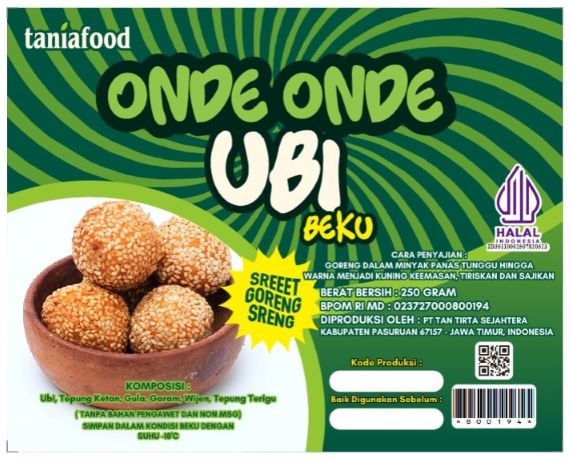 taniafood
ONDE ONDE
UBI
BEKU
HALAL
INDONESIA
SREEET
GORENG
SRENG
CARA PENYAJIAN :
GORENG DALAM MINYAK PANAS TUNGGU HINGGA
WARNA MENJADI KUNING KEEMASAN, TIRISKAN DAN SAJIKAN
BERAT BERSIH : 250 GRAM
BPOM RI MD : 023727000800194
DIPRODUKSI OLEH : PT TAN TIRTA SEJAHTERA
KABUPATEN PASURUAN 67157 - JAWA TIMUR, INDONESIA
Kode Produksi :
Baik Digunakan Sebelum :
*800194*
KOMPOSISI :
Ubi, Tepung Ketan, Gula, Garam, Wijen, Tepung Terigu
(TANPA BAHAN PENGAWET DAN NON MSG)
SIMPAN DALAM KONDISI BEKU DENGAN
SUHU -18°C